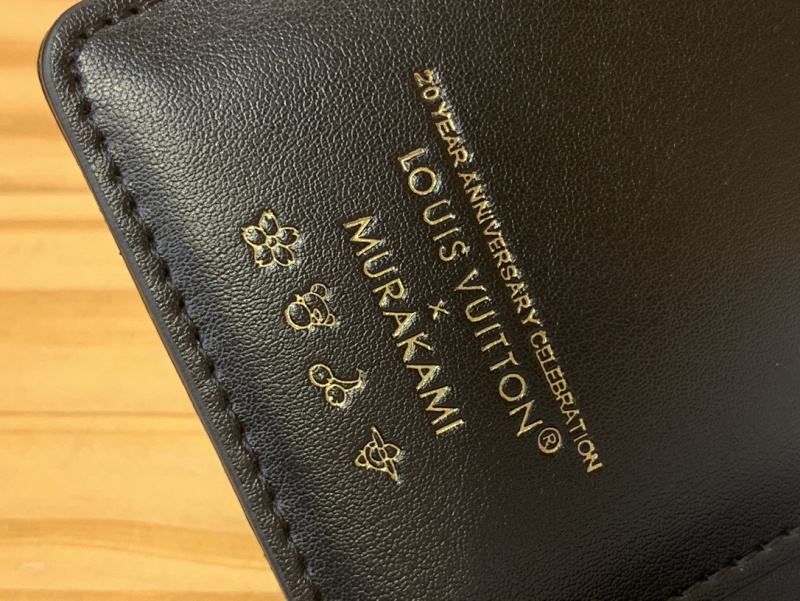 20 YEAR ANNIVERSARY CELEBRATION
LOUIS VUITTON®
×
MURAKAMI